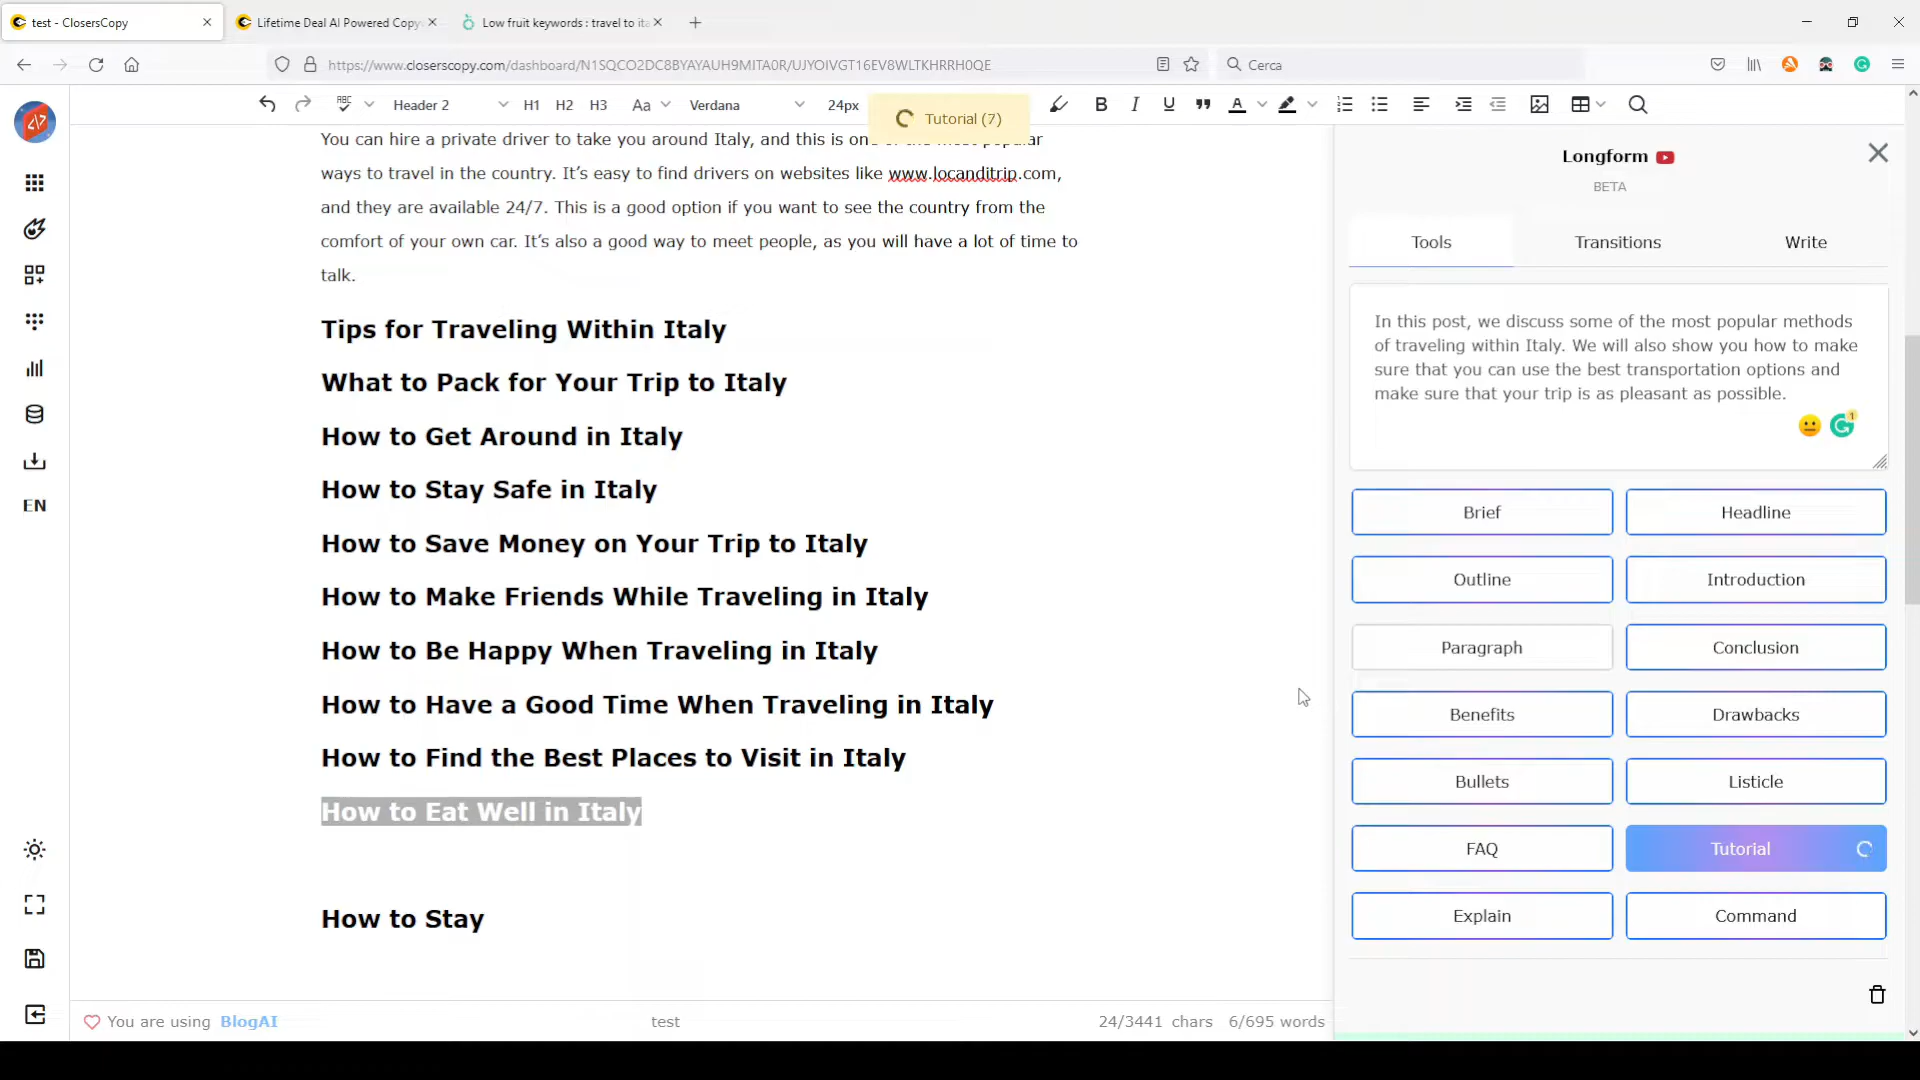 test - ClosersCopy
Lifetime Deal AI Powered Copy
Low fruit keywords : travel to ita
https://www.closerscopy.com/dashboard/N1SQCO2DC8BYAYAUH9MITA0R/UJYOIVGT16EV8WLTKHRRH0QE
Cerca
Header 2
H1
H2
H3
Aa
Verdana
24px
Tutorial (7)
You can hire a private driver to take you around Italy, and this is one of the most popular
ways to travel in the country. It's easy to find drivers on websites like www.locanditrip.com,
and they are available 24/7. This is a good option if you want to see the country from the
comfort of your own car. It's also a good way to meet people, as you will have a lot of time to
talk.
Tips for Traveling Within Italy
What to Pack for Your Trip to Italy
How to Get Around in Italy
How to Stay Safe in Italy
How to Save Money on Your Trip to Italy
How to Make Friends While Traveling in Italy
How to Be Happy When Traveling in Italy
How to Have a Good Time When Traveling in Italy
How to Find the Best Places to Visit in Italy
How to Eat Well in Italy
How to Stay
EN
You are using BlogAI
test
24/3441 chars
6/695 words
Longform
BETA
Tools
Transitions
Write
In this post, we discuss some of the most popular methods
of traveling within Italy. We will also show you how to make
sure that you can use the best transportation options and
make sure that your trip is as pleasant as possible.
1
Brief
Headline
Outline
Introduction
Paragraph
Conclusion
Benefits
Drawbacks
Bullets
Listicle
FAQ
Tutorial
Explain
Command